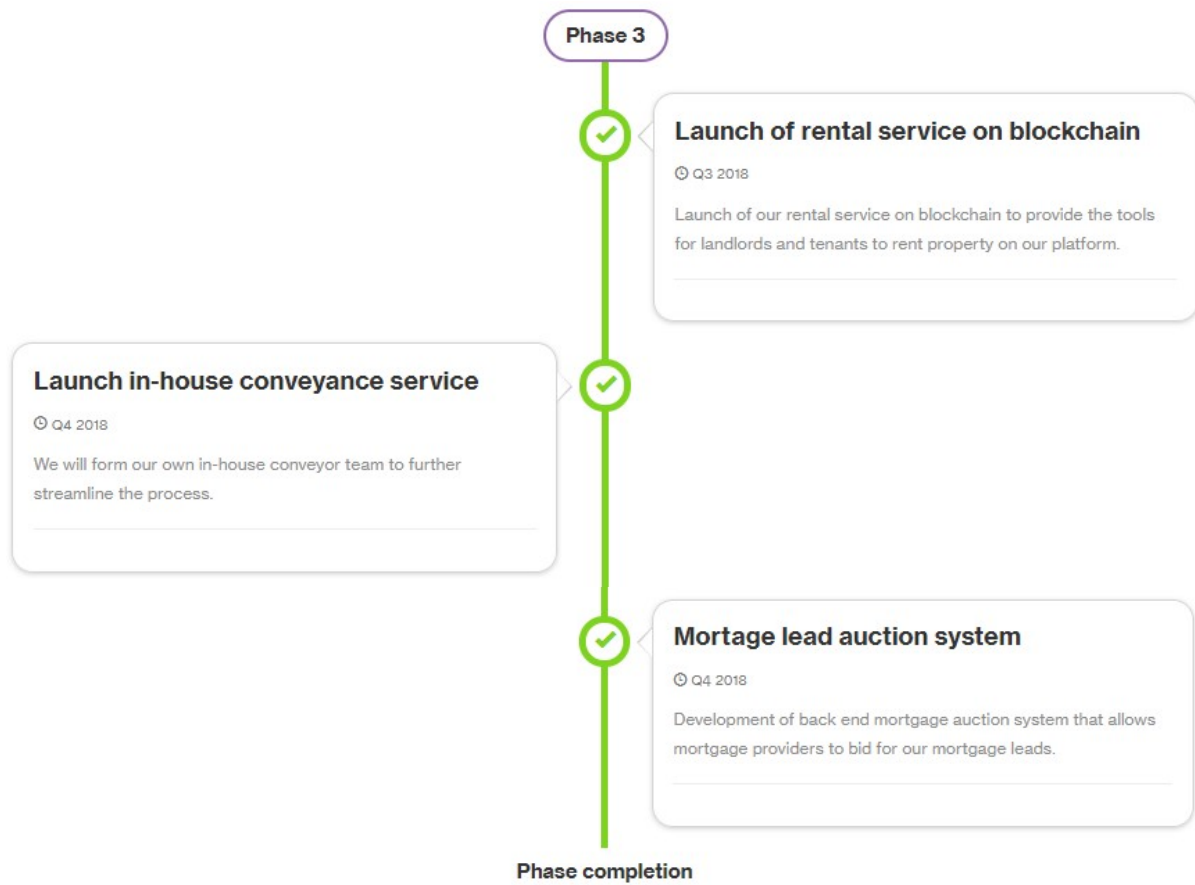 Phase 3
Launch of rental service on blockchain
Q3 2018
Launch of our rental service on blockchain to provide the tools
for landlords and tenants to rent property on our platform.
Launch in-house conveyance service
Q4 2018
We will form our own in-house conveyor team to further
streamline the process.
Mortage lead auction system
Q4 2018
Development of back end mortgage auction system that allows
mortgage providers to bid for our mortgage leads.
Phase completion